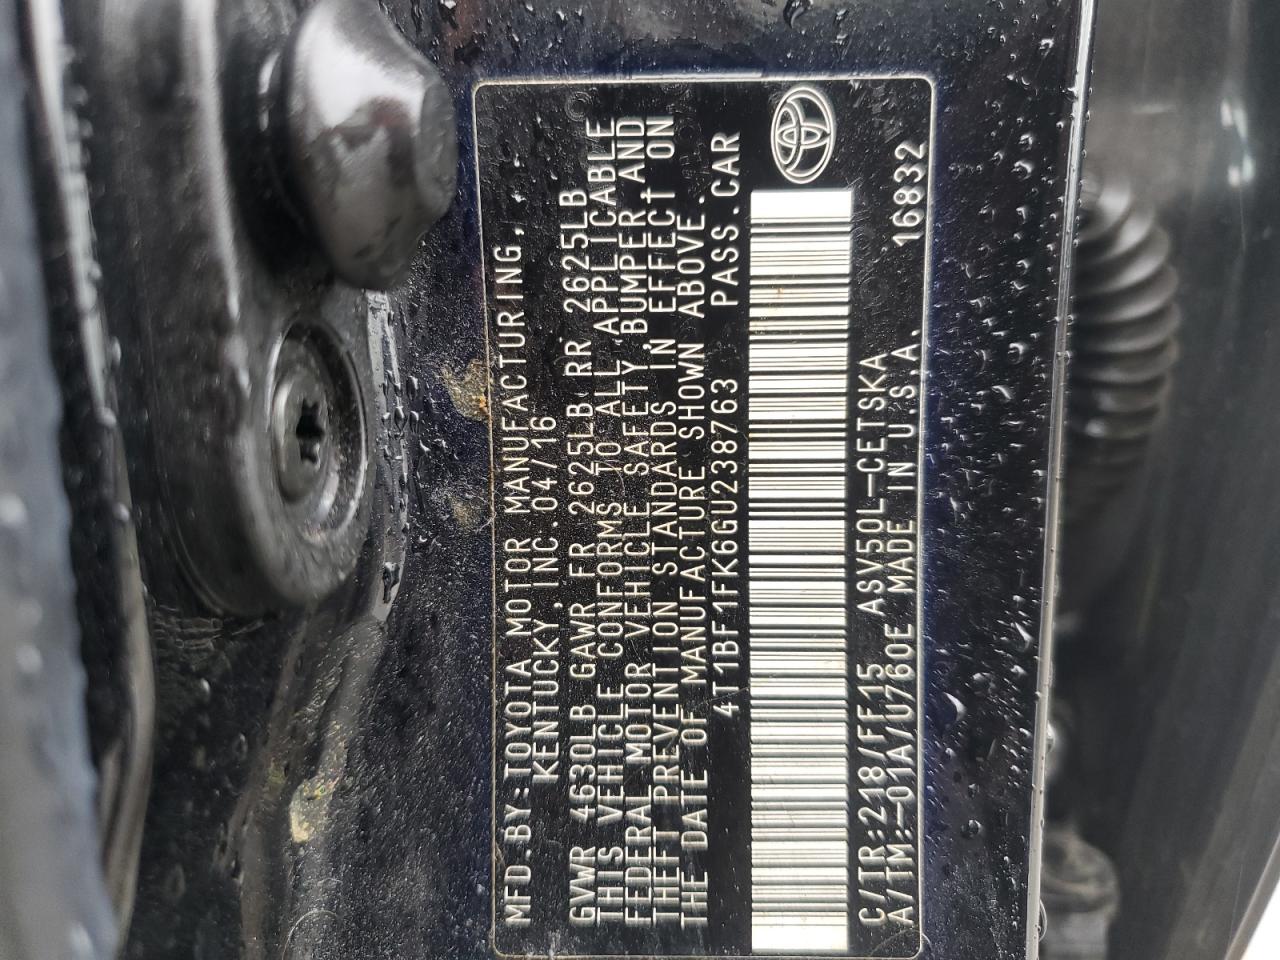 MFD.BY:TOYOTA MOTOR MANUFACTURING,
KENTUCKY, INC.04/16
GVWR 4630LB GAWR FR 2625LB RR 2625LB
THIS VEHICLE CONFORMS TO ALL APPLICABLE
FEDERAL MOTOR VEHICLE SAFETY BUMPER AND
THEFT PREVENTION STANDARDS IN EFFECT ON
THE DATE OF MANUFACTURE SHOWN ABOVE.
4T1BF1FK6GU238763 PASS.CAR
C/TR:218/FF15 ASV50L-CETSKA
A/TM:-01A/U760E MADE IN U.S.A. 16832